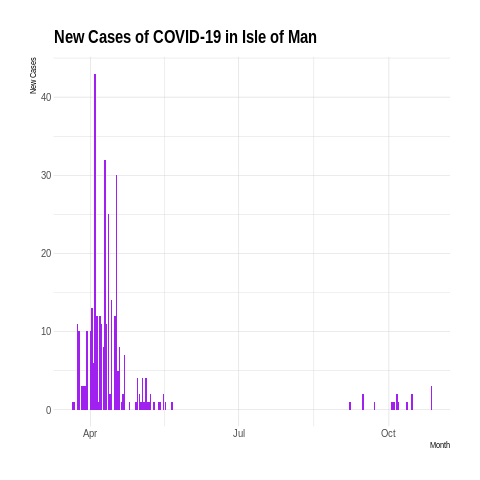 New Cases of COVID-19 in Isle of Man
New Cases
40
30
20
10
0
Apr
Jul
Oct
Month